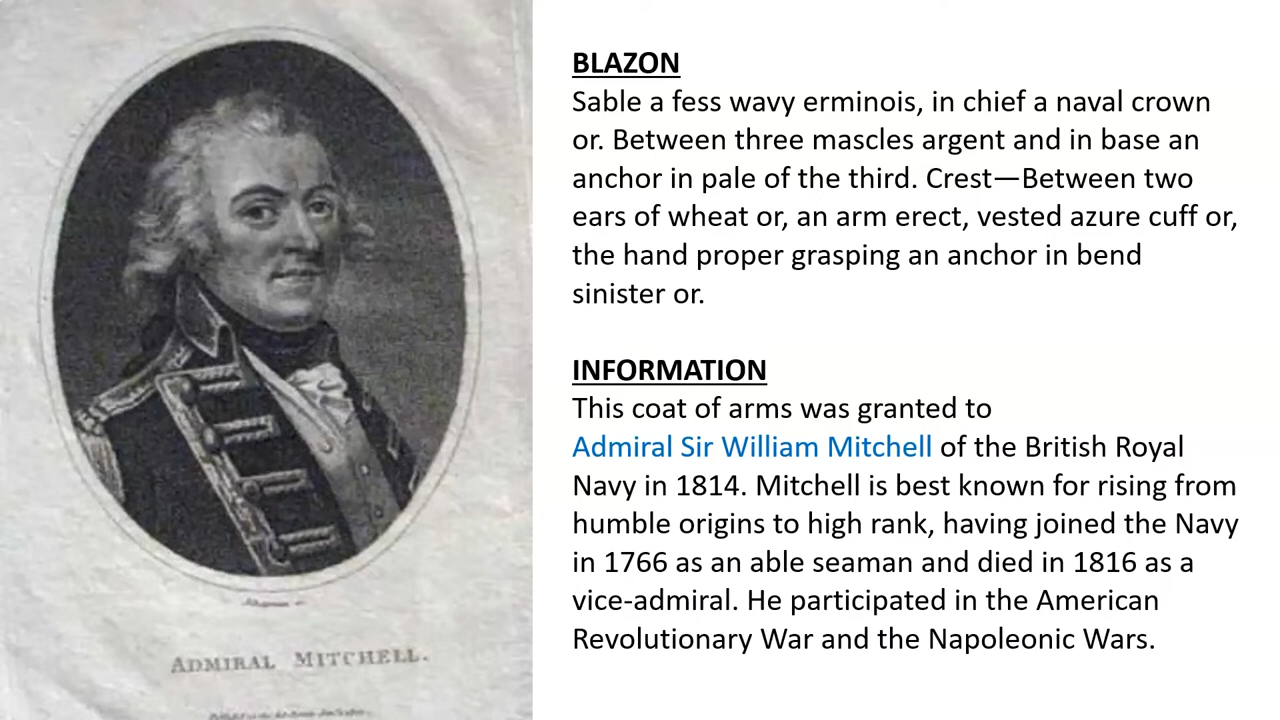 BLAZON
Sable a fess wavy erminois, in chief a naval crown
or. Between three mascles argent and in base an
anchor in pale of the third. Crest—Between two
ears of wheat or, an arm erect, vested azure cuff or,
the hand proper grasping an anchor in bend
sinister or.
INFORMATION
This coat of arms was granted to
Admiral Sir William Mitchell of the British Royal
Navy in 1814. Mitchell is best known for rising from
humble origins to high rank, having joined the Navy
in 1766 as an able seaman and died in 1816 as a
vice-admiral. He participated in the American
Revolutionary War and the Napoleonic Wars.
ADMIRAL MITCHELL.